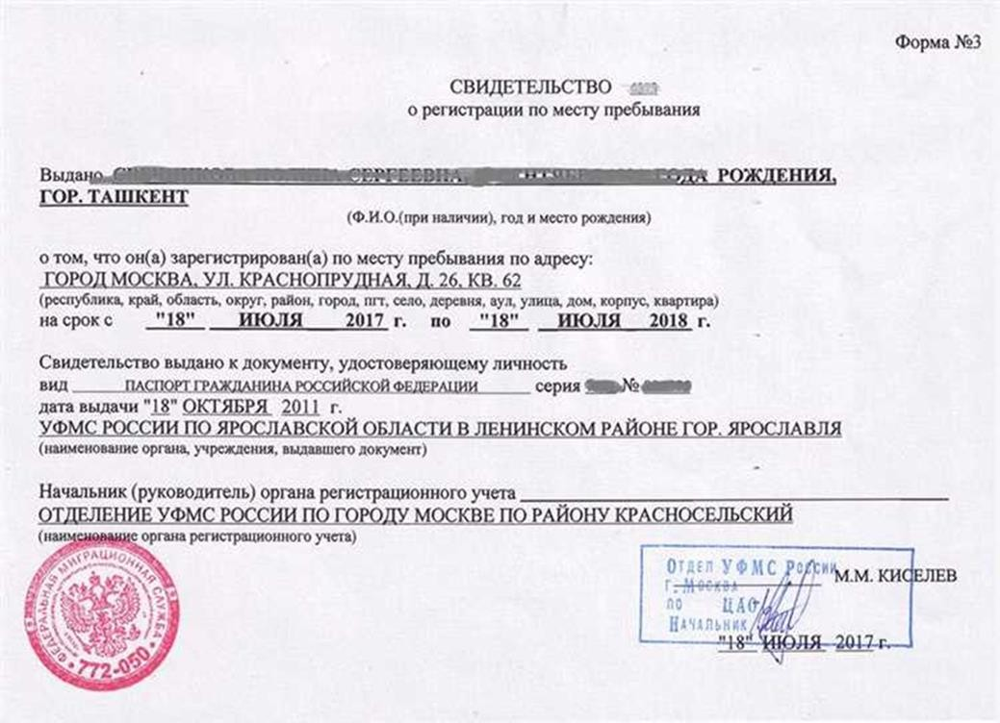 Форма №3
СВИДЕТЕЛЬСТВО
о регистрации по месту пребывания
Выдано РОЖДЕНИЯ,
ГОР. ТАШКЕНТ
(Ф.И.О.(при наличии), год и место рождения)
о том, что он(а) зарегистрирован(а) по месту пребывания по адресу:
ГОРОД МОСКВА, УЛ. КРАСНОПРУДНАЯ, Д. 26, КВ. 62
(республика, край, область, округ, район, город, пгт, село, деревня, аул, улица, дом, корпус, квартира)
на срок с "18" ИЮЛЯ 2017 г. по "18" ИЮЛЯ 2018 г.
Свидетельство выдано к документу, удостоверяющему личность
вид ПАСПОРТ ГРАЖДАНИНА РОССИЙСКОЙ ФЕДЕРАЦИИ серия №
дата выдачи "18" ОКТЯБРЯ 2011 г.
УФМС РОССИИ ПО ЯРОСЛАВСКОЙ ОБЛАСТИ В ЛЕНИНСКОМ РАЙОНЕ ГОР. ЯРОСЛАВЛЯ
(наименование органа, учреждения, выдавшего документ)
Начальник (руководитель) органа регистрационного учета
ОТДЕЛЕНИЕ УФМС РОССИИ ПО ГОРОДУ МОСКВЕ ПО РАЙОНУ КРАСНОСЕЛЬСКИЙ
(наименование органа регистрационного учета)
ФЕДЕРАЛЬНАЯ МИГРАЦИОННАЯ СЛУЖБА
772-050
ОТДЕЛ УФМС РОССИИ
Г. МОСКВА
ПО ЦАО
НАЧАЛЬНИК
М.М. КИСЕЛЕВ
"18" ИЮЛЯ 2017 г.